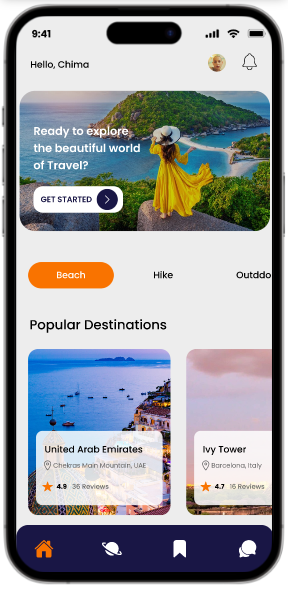 9:41
Hello, Chima
Ready to explore
the beautiful world
of Travel?
GET STARTED
Beach
Hike
Outddo
Popular Destinations
United Arab Emirates
Chekras Main Mountain, UAE
4.9 36 Reviews
Ivy Tower
Barcelona, Italy
4.7 16 Reviews